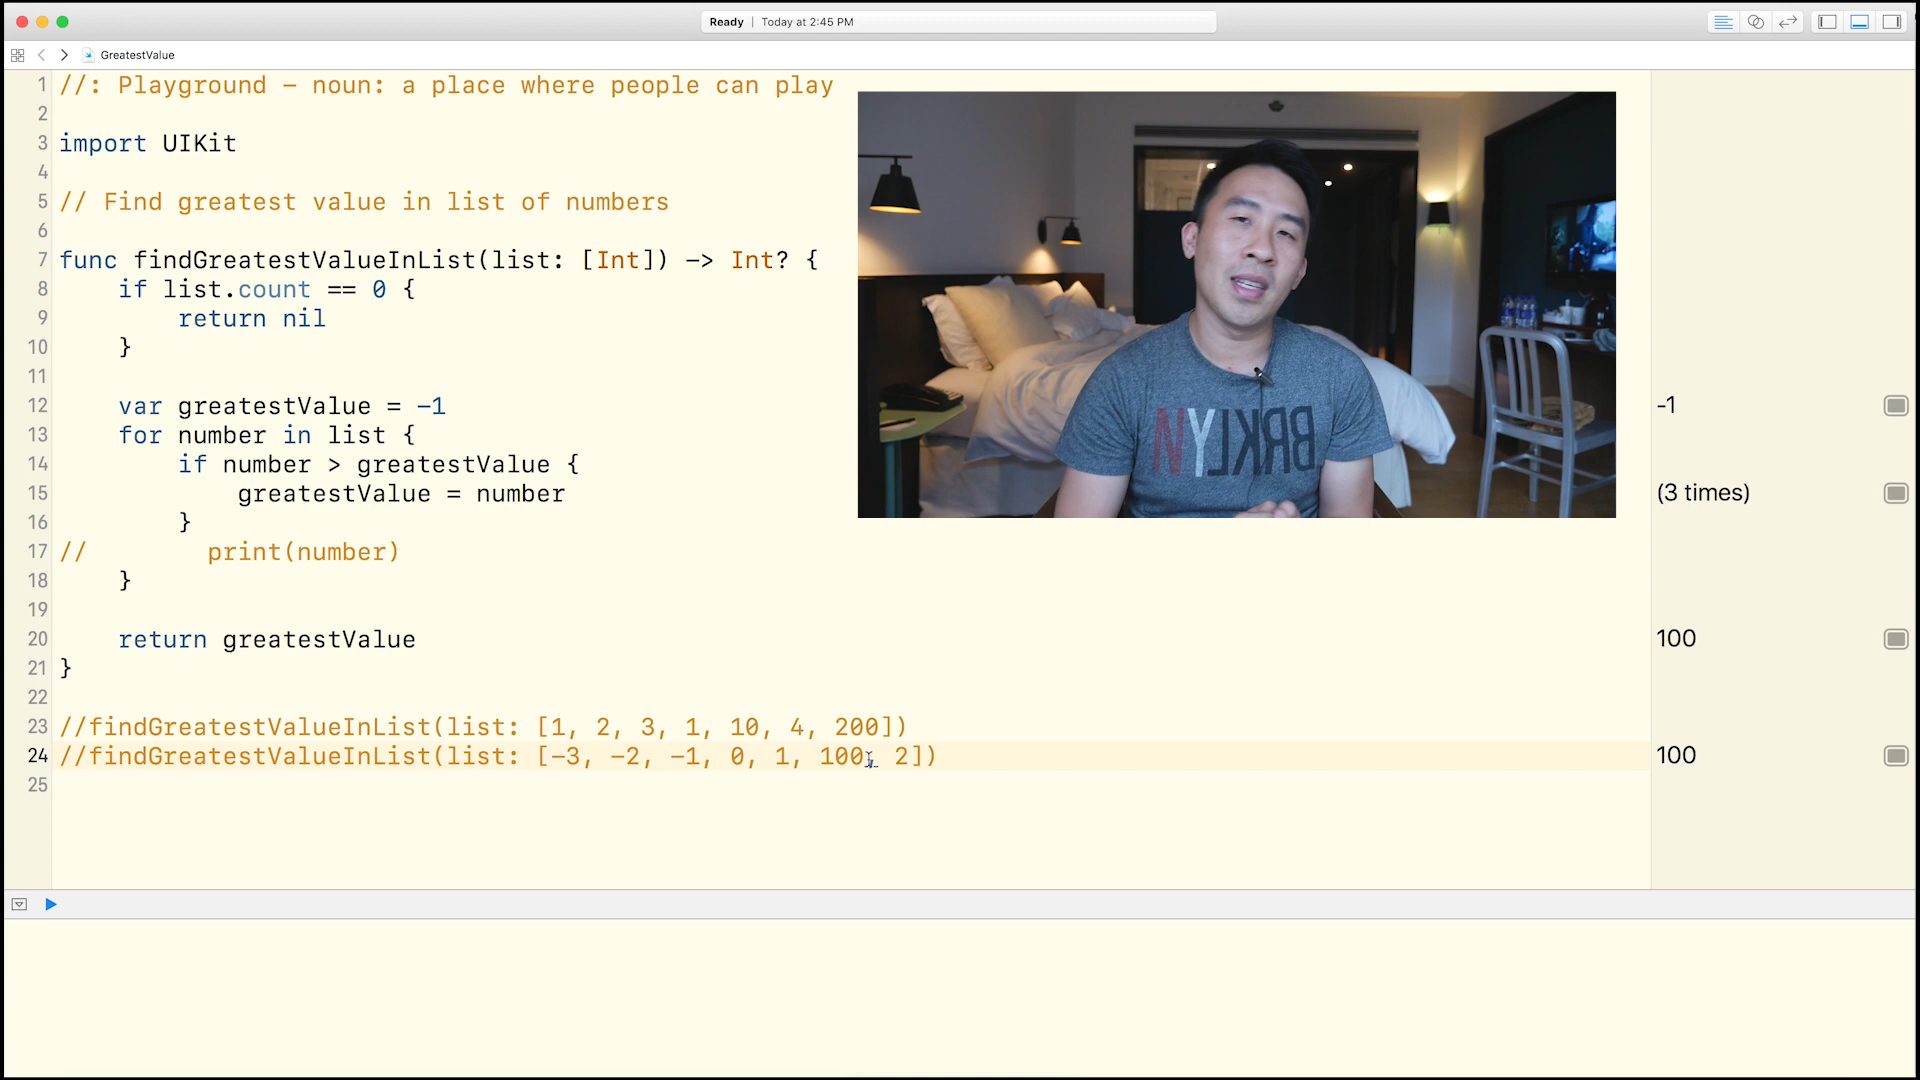 Ready | Today at 2:45 PM
GreatestValue
1 //: Playground – noun: a place where people can play
2
3 import UIKit
4
5 // Find greatest value in list of numbers
6
7 func findGreatestValueInList(list: [Int]) -> Int? {
8 if list.count == 0 {
9 return nil
10 }
11
12 var greatestValue = -1 -1
13 for number in list {
14 if number > greatestValue {
15 greatestValue = number (3 times)
16 }
17 // print(number)
18 }
19
20 return greatestValue 100
21 }
22
23 //findGreatestValueInList(list: [1, 2, 3, 1, 10, 4, 200])
24 //findGreatestValueInList(list: [-3, -2, -1, 0, 1, 100, 2]) 100
25
BRKLYN